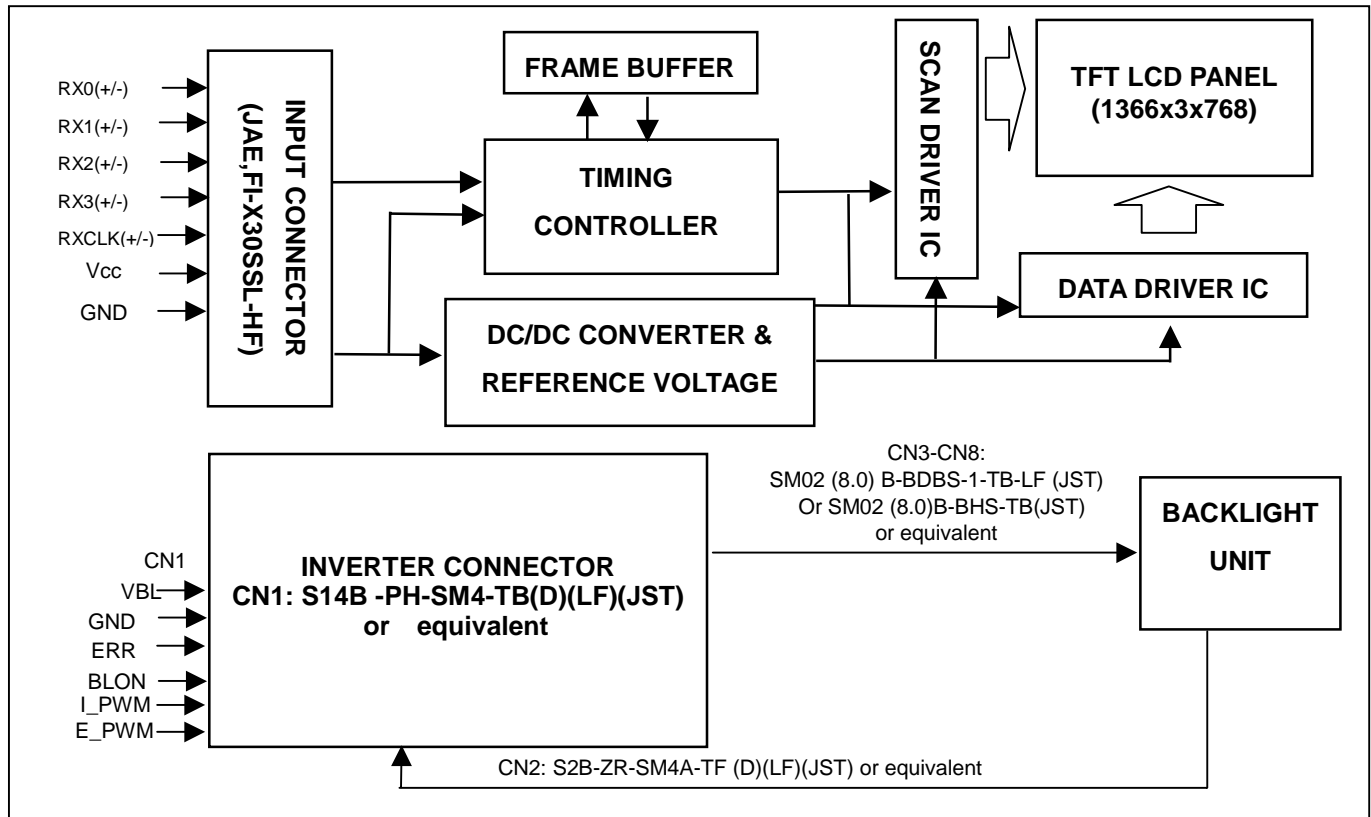 RX0(+/-)
RX1(+/-)
RX2(+/-)
RX3(+/-)
RXCLK(+/-)
Vcc
GND
INPUT CONNECTOR
(JAE,FI-X30SSL-HF)
FRAME BUFFER
TIMING
CONTROLLER
DC/DC CONVERTER &
REFERENCE VOLTAGE
SCAN DRIVER IC
TFT LCD PANEL
(1366x3x768)
DATA DRIVER IC
CN1
VBL
GND
ERR
BLON
I_PWM
E_PWM
INVERTER CONNECTOR
CN1: S14B -PH-SM4-TB(D)(LF)(JST)
or equivalent
CN3-CN8:
SM02 (8.0) B-BDBS-1-TB-LF (JST)
Or SM02 (8.0)B-BHS-TB(JST)
or equivalent
BACKLIGHT
UNIT
CN2: S2B-ZR-SM4A-TF (D)(LF)(JST) or equivalent